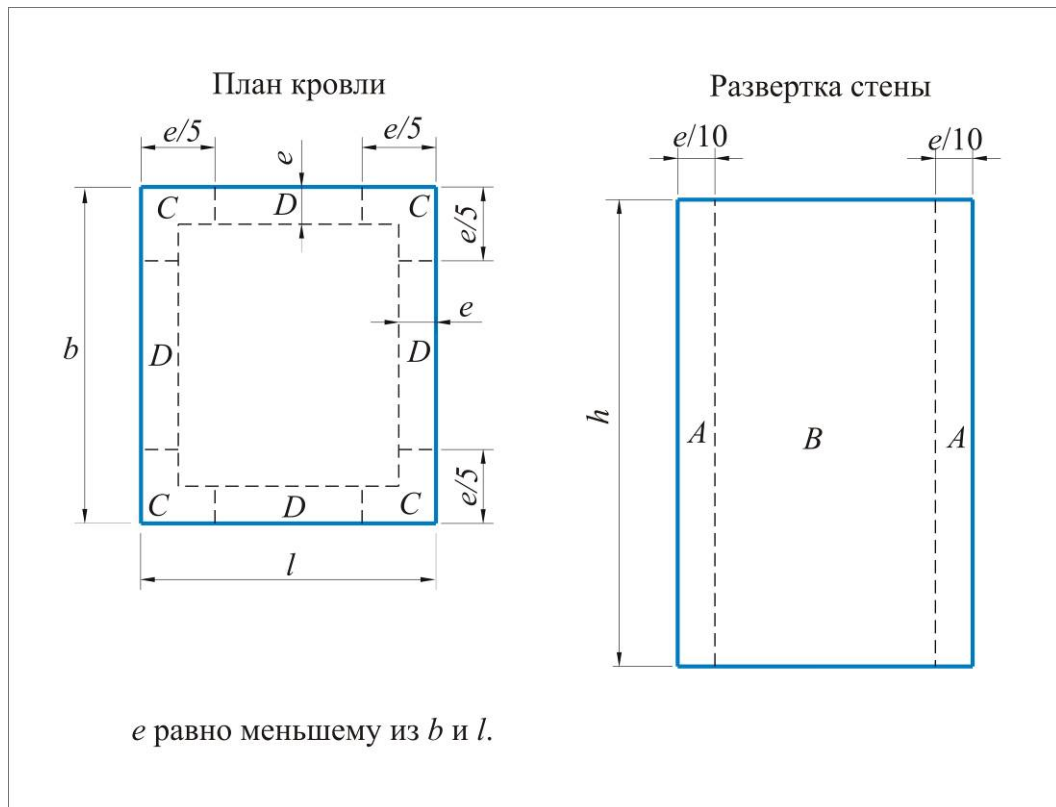 План кровли
Развертка стены
e/5
e/5
e/10
e/10
e
C
D
C
e/5
e
b
D
D
h
A
B
A
e/5
C
D
C
l
e равно меньшему из b и l.